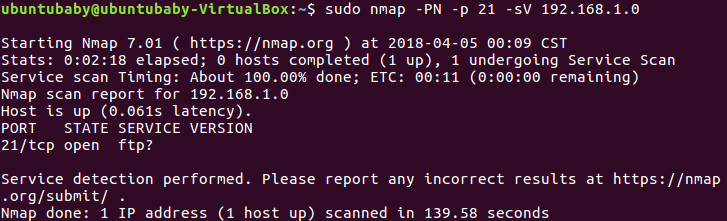 ubuntubaby@ubuntubaby-VirtualBox:~$ sudo nmap -PN -p 21 -sV 192.168.1.0
Starting Nmap 7.01 ( https://nmap.org ) at 2018-04-05 00:09 CST
Stats: 0:02:18 elapsed; 0 hosts completed (1 up), 1 undergoing Service Scan
Service scan Timing: About 100.00% done; ETC: 00:11 (0:00:00 remaining)
Nmap scan report for 192.168.1.0
Host is up (0.061s latency).
PORT   STATE SERVICE VERSION
21/tcp open  ftp?
Service detection performed. Please report any incorrect results at https://nmap
.org/submit/ .
Nmap done: 1 IP address (1 host up) scanned in 139.58 seconds